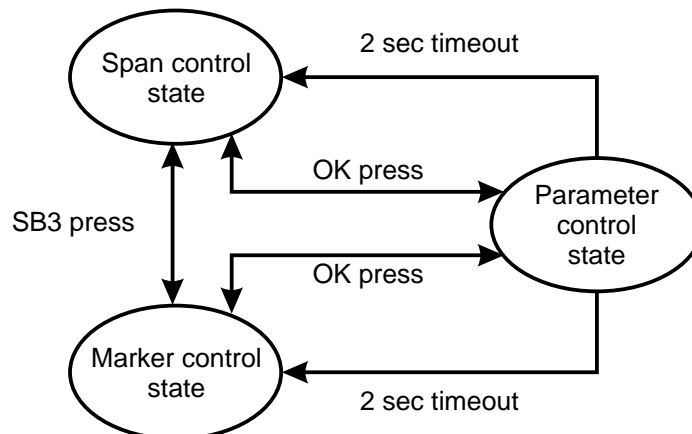 2 sec timeout
Span control
state
OK press
Parameter
control
state
SB3 press
OK press
Marker control
state
2 sec timeout